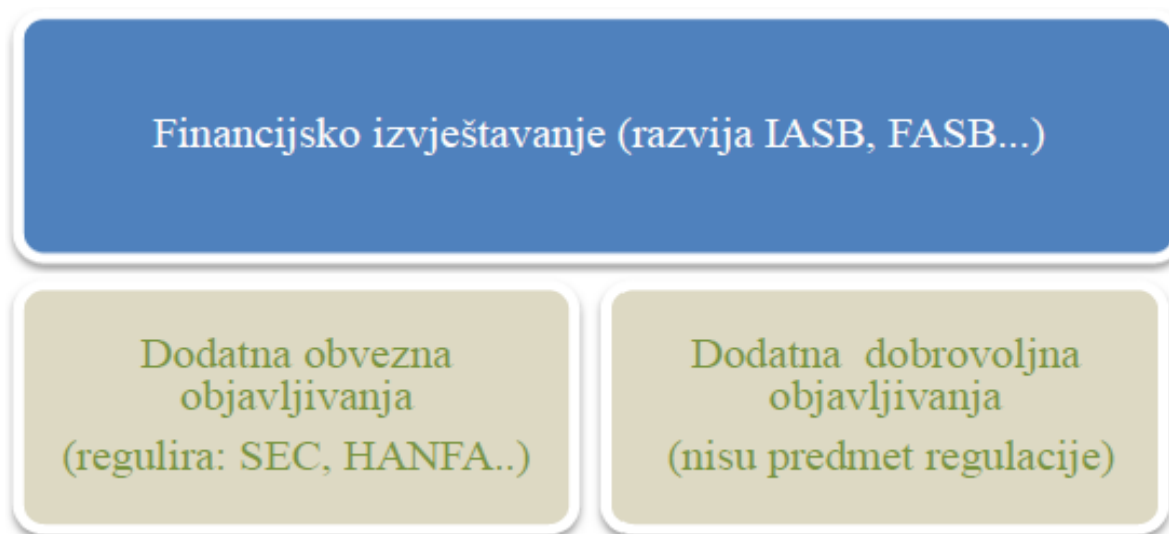 Financijsko izvještavanje (razvija IASB, FASB...)
Dodatna obvezna
objavljivanja
(regulira: SEC, HANFA..)
Dodatna dobrovoljna
objavljivanja
(nisu predmet regulacije)